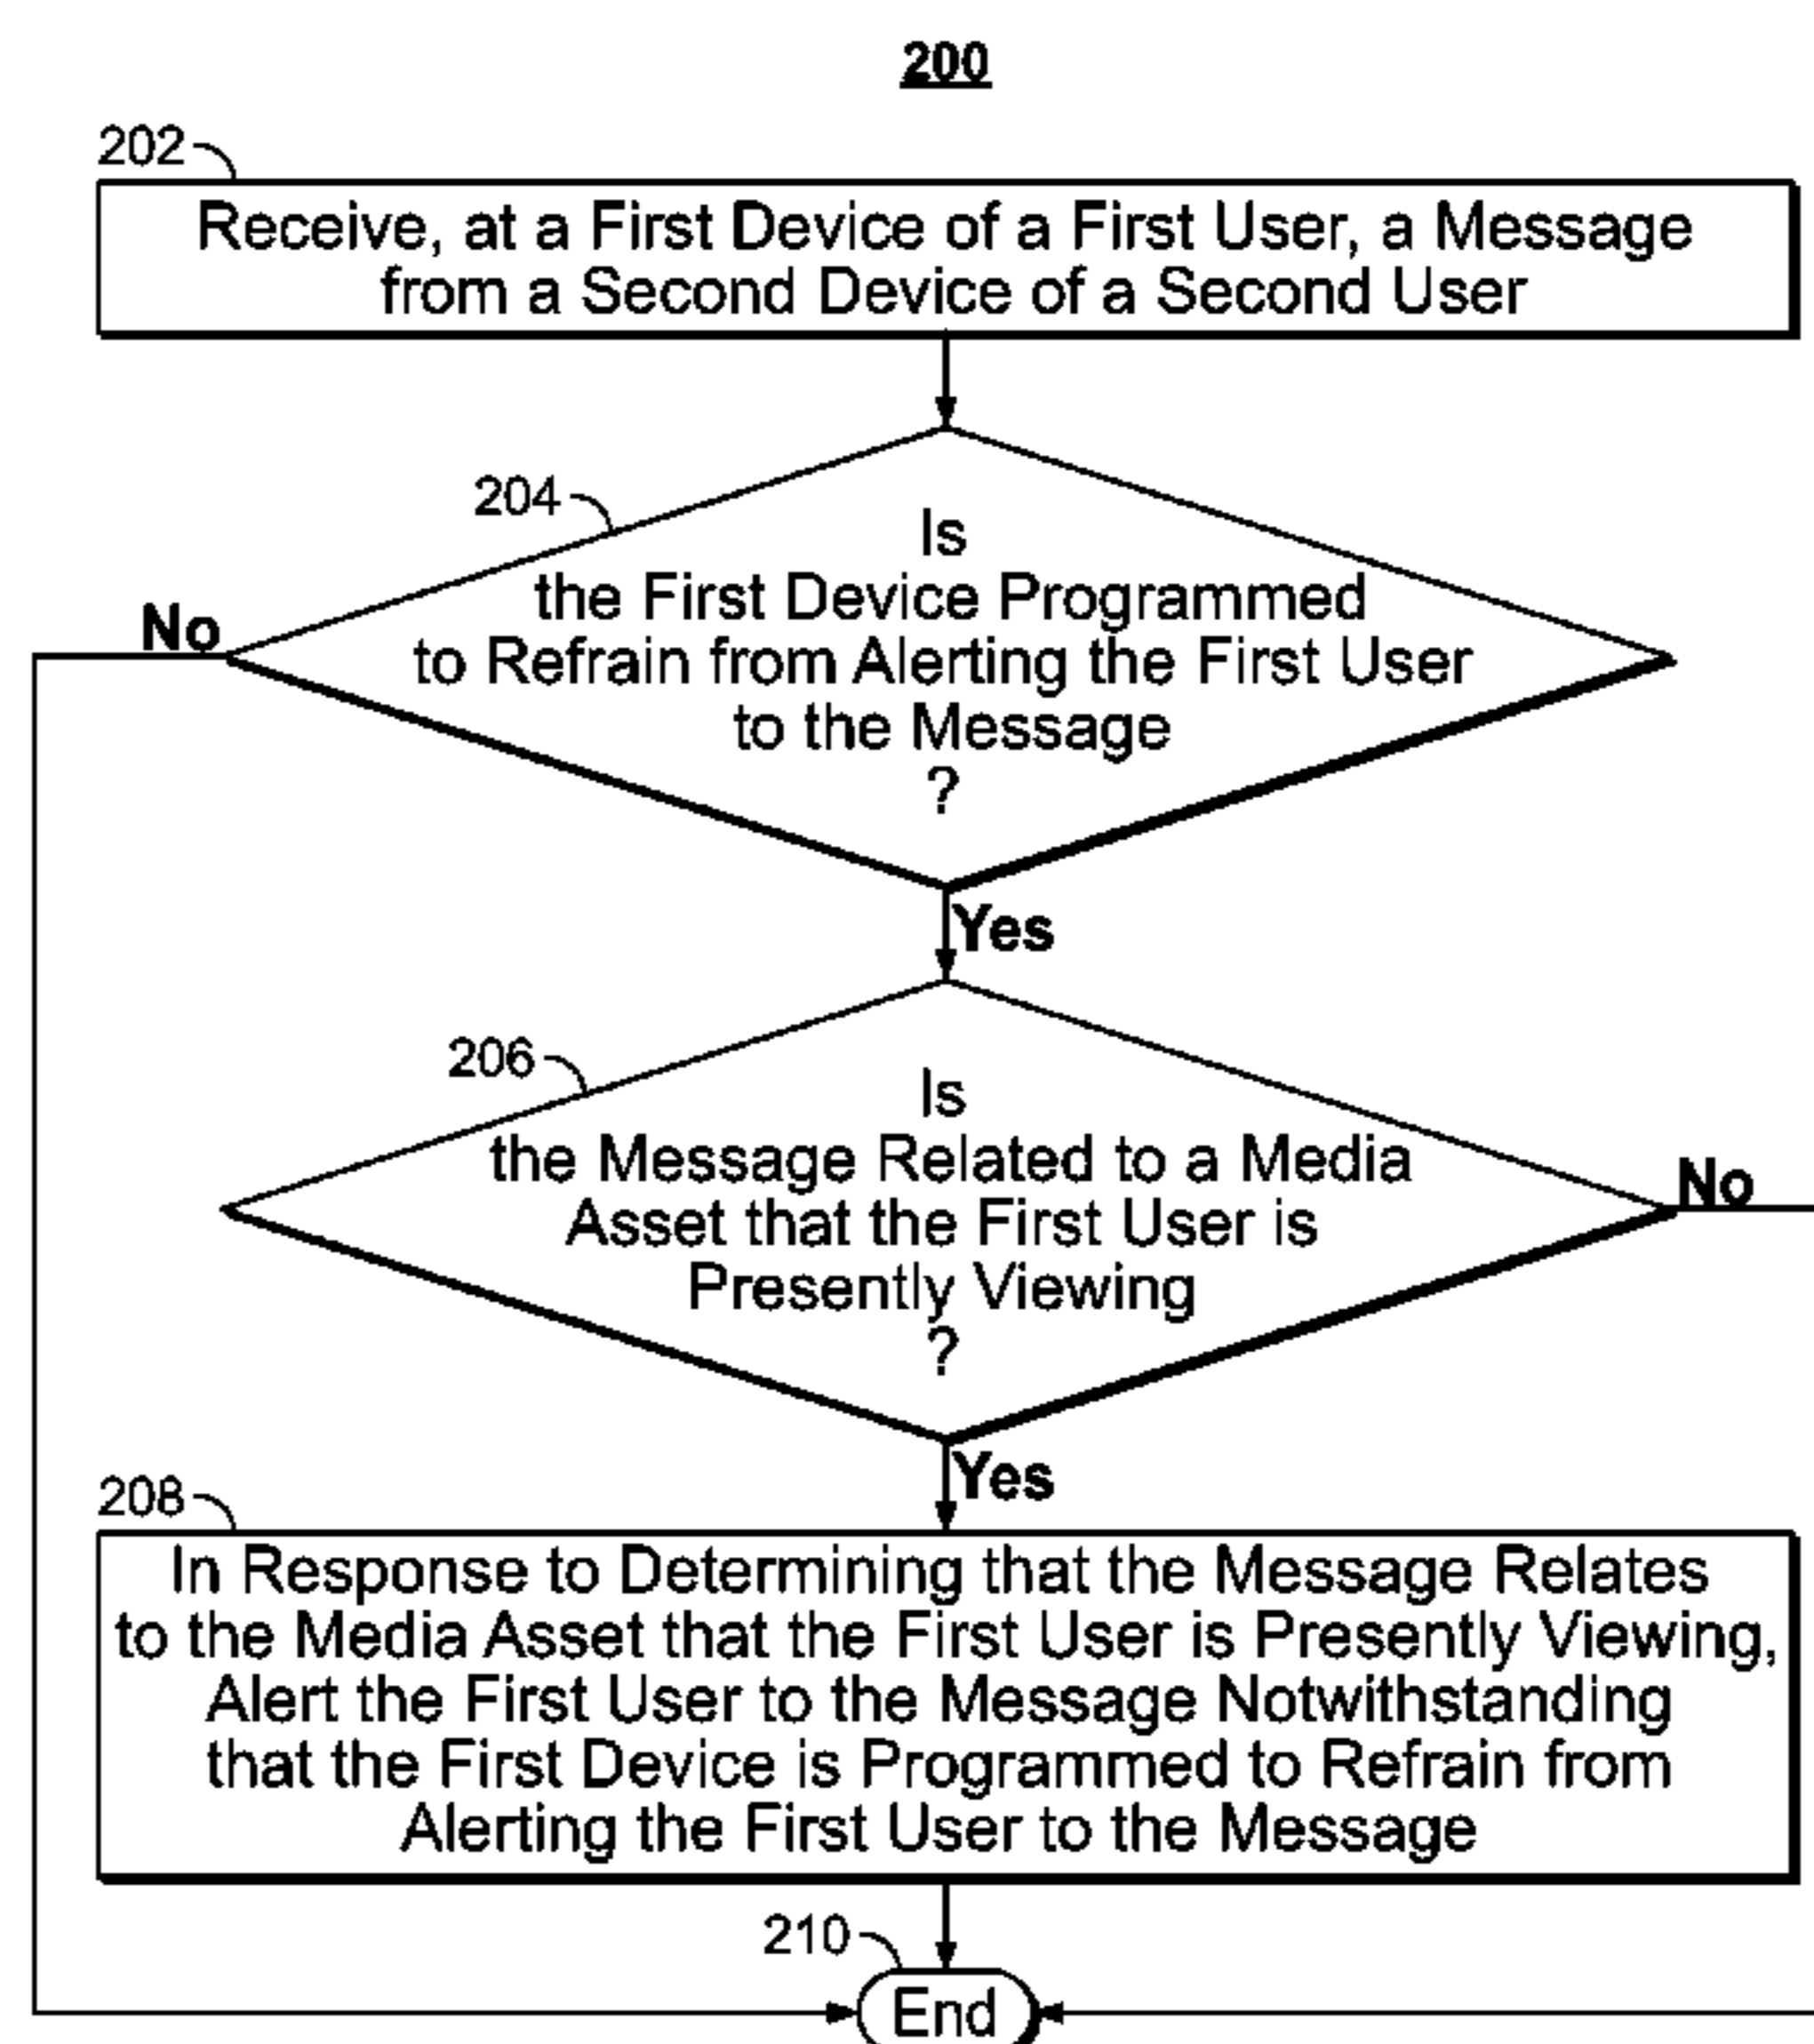 200
202
Receive, at a First Device of a First User, a Message
from a Second Device of a Second User
204
Is
the First Device Programmed
to Refrain from Alerting the First User
to the Message
?
No
Yes
206
Is
the Message Related to a Media
Asset that the First User is
Presently Viewing
?
No
Yes
208
In Response to Determining that the Message Relates
to the Media Asset that the First User is Presently Viewing,
Alert the First User to the Message Notwithstanding
that the First Device is Programmed to Refrain from
Alerting the First User to the Message
210
End